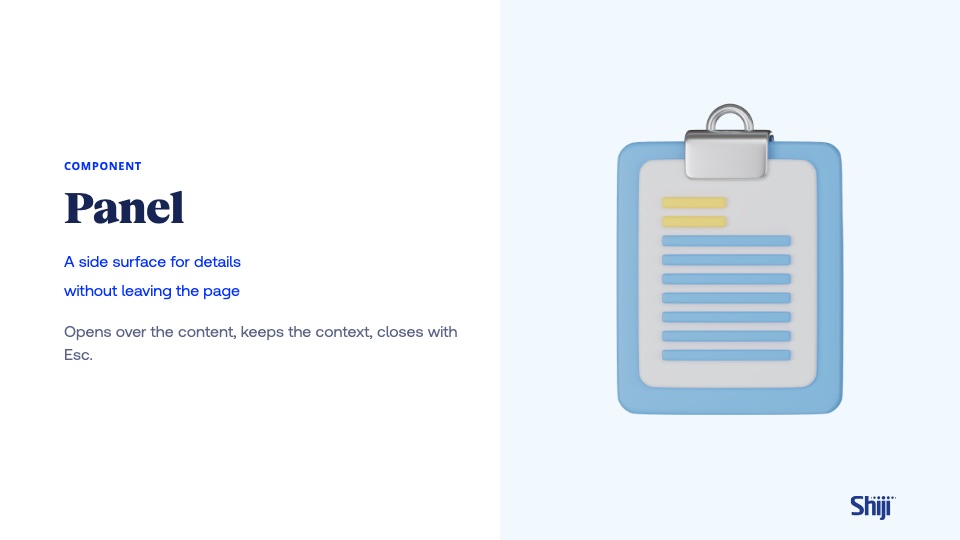 COMPONENT
Panel
A side surface for details
without leaving the page
Opens over the content, keeps the context, closes with
Esc.
Shiji